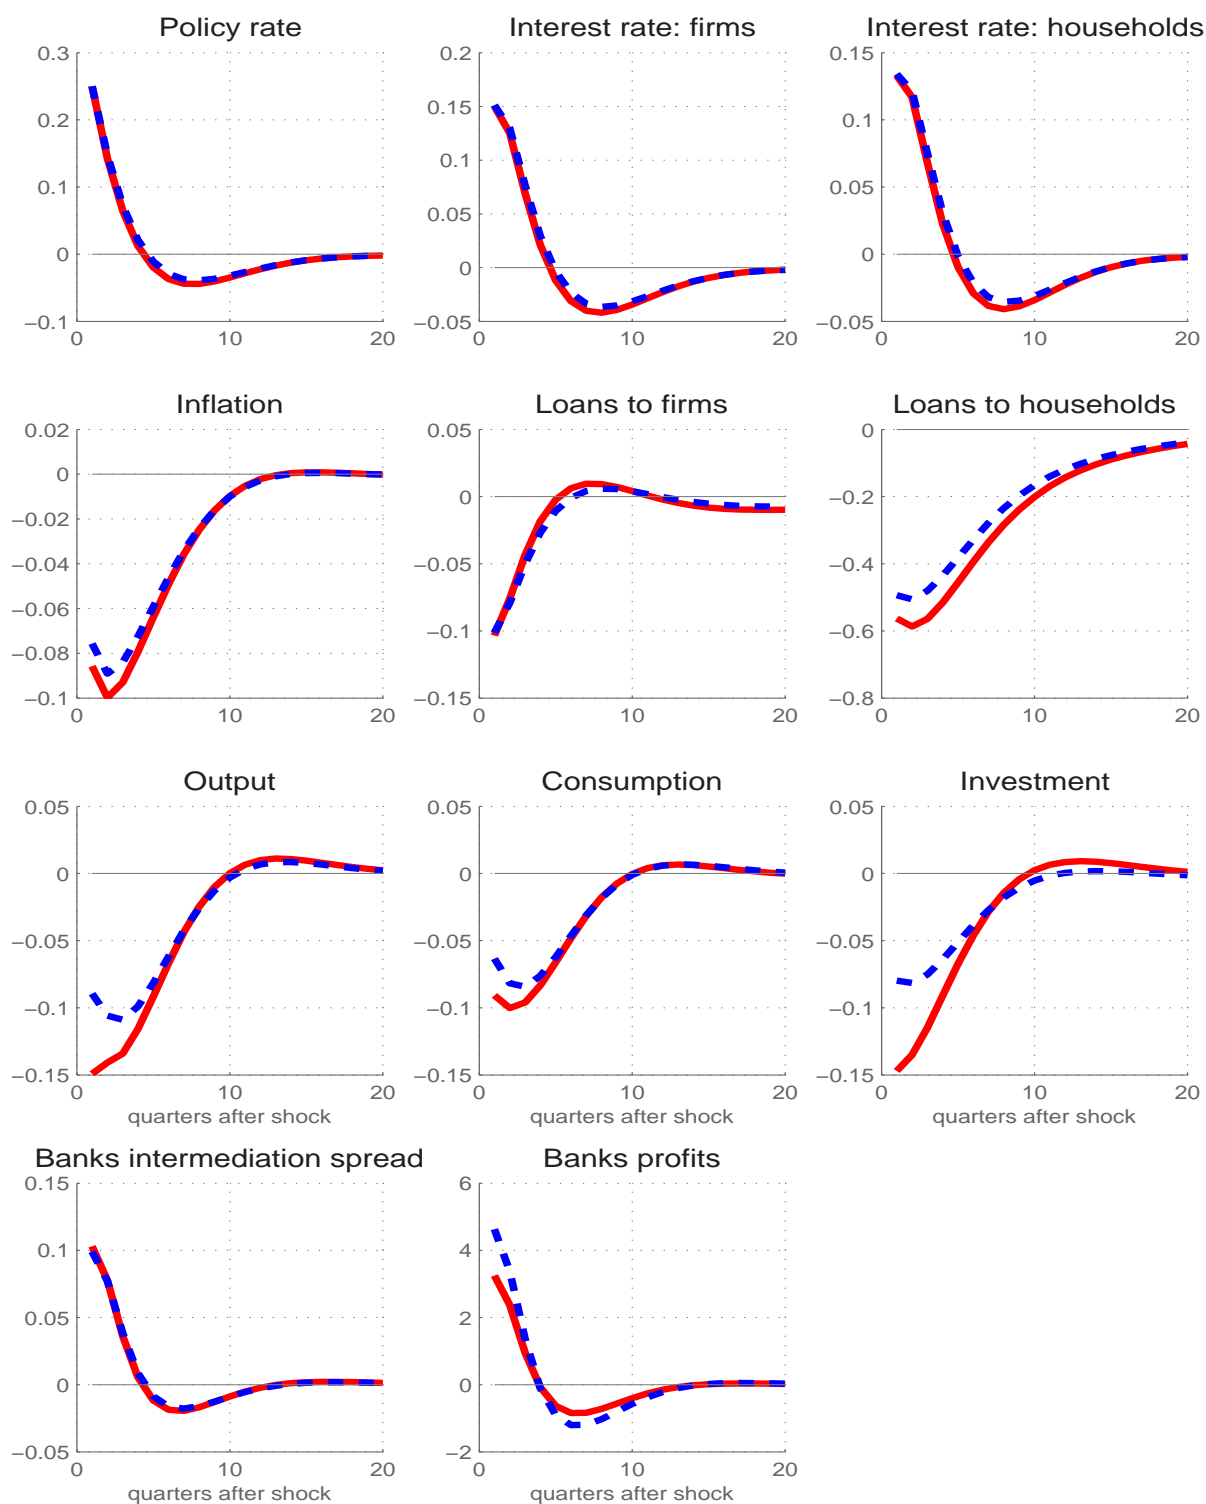 Policy rate
0.3
0.2
0.1
0
−0.1
0 10 20
Interest rate: firms
0.2
0.15
0.1
0.05
0
−0.05
0 10 20
Interest rate: households
0.15
0.1
0.05
0
−0.05
0 10 20
Inflation
0.02
0
−0.02
−0.04
−0.06
−0.08
−0.1
0 10 20
Loans to firms
0.05
0
−0.05
−0.1
−0.15
0 10 20
Loans to households
0
−0.2
−0.4
−0.6
−0.8
0 10 20
Output
0.05
0
−0.05
−0.1
−0.15
0 10 20
quarters after shock
Consumption
0.05
0
−0.05
−0.1
−0.15
0 10 20
quarters after shock
Investment
0.05
0
−0.05
−0.1
−0.15
0 10 20
quarters after shock
Banks intermediation spread
0.15
0.1
0.05
0
−0.05
0 10 20
quarters after shock
Banks profits
6
4
2
0
−2
0 10 20
quarters after shock